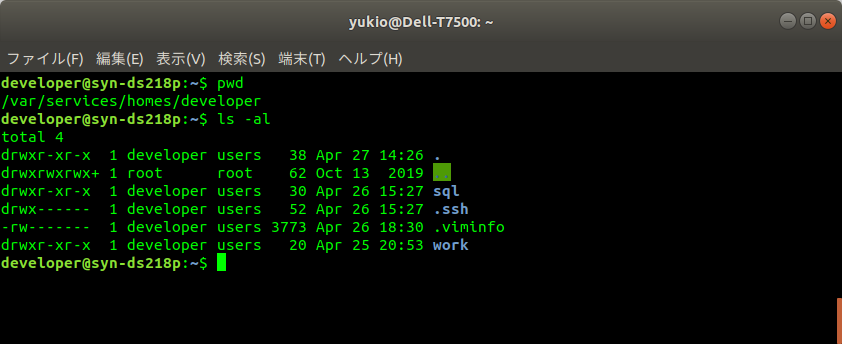 yukio@Dell-T7500: ~
ファイル(F) 編集(E) 表示(V) 検索(S) 端末(T) ヘルプ(H)
developer@syn-ds218p:~$ pwd
/var/services/homes/developer
developer@syn-ds218p:~$ ls -al
total 4
drwxr-xr-x  1 developer users   38 Apr 27 14:26 .
drwxrwxrwx+ 1 root      root    62 Oct 13  2019 ..
drwxr-xr-x  1 developer users   30 Apr 26 15:27 sql
drwx------  1 developer users   52 Apr 26 15:27 .ssh
-rw-------  1 developer users 3773 Apr 26 18:30 .viminfo
drwxr-xr-x  1 developer users   20 Apr 25 20:53 work
developer@syn-ds218p:~$